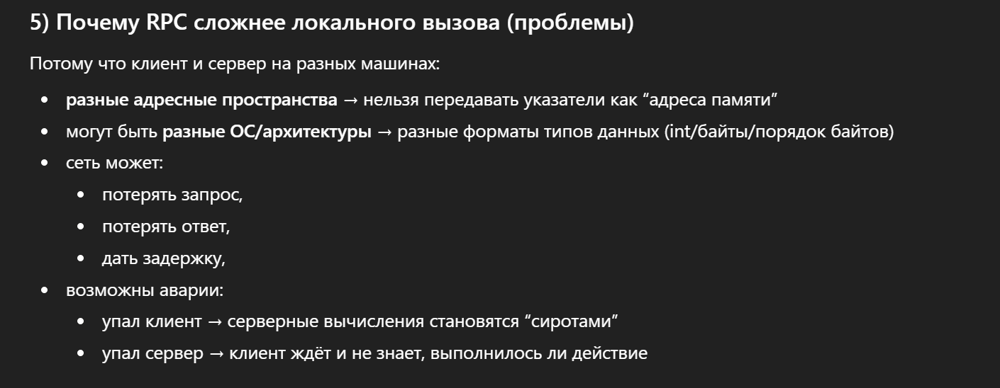 5) Почему RPC сложнее локального вызова (проблемы)
Потому что клиент и сервер на разных машинах:
• разные адресные пространства → нельзя передавать указатели как “адреса памяти”
• могут быть разные ОС/архитектуры → разные форматы типов данных (int/байты/порядок байтов)
• сеть может:
• потерять запрос,
• потерять ответ,
• дать задержку,
• возможны аварии:
• упал клиент → серверные вычисления становятся “сиротами”
• упал сервер → клиент ждёт и не знает, выполнилось ли действие